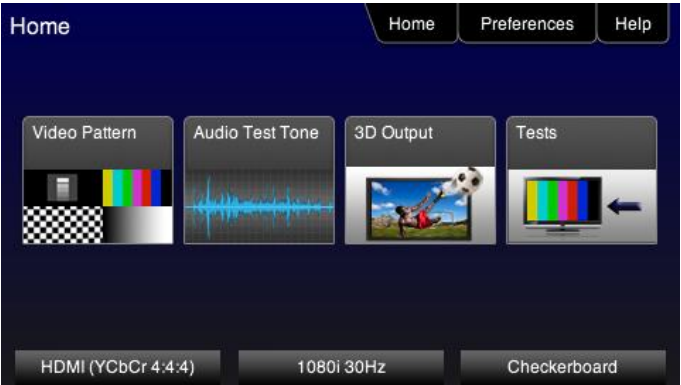 Home
Home
Preferences
Help
Video Pattern
Audio Test Tone
3D Output
Tests
HDMI (YCbCr 4:4:4)
1080i 30Hz
Checkerboard